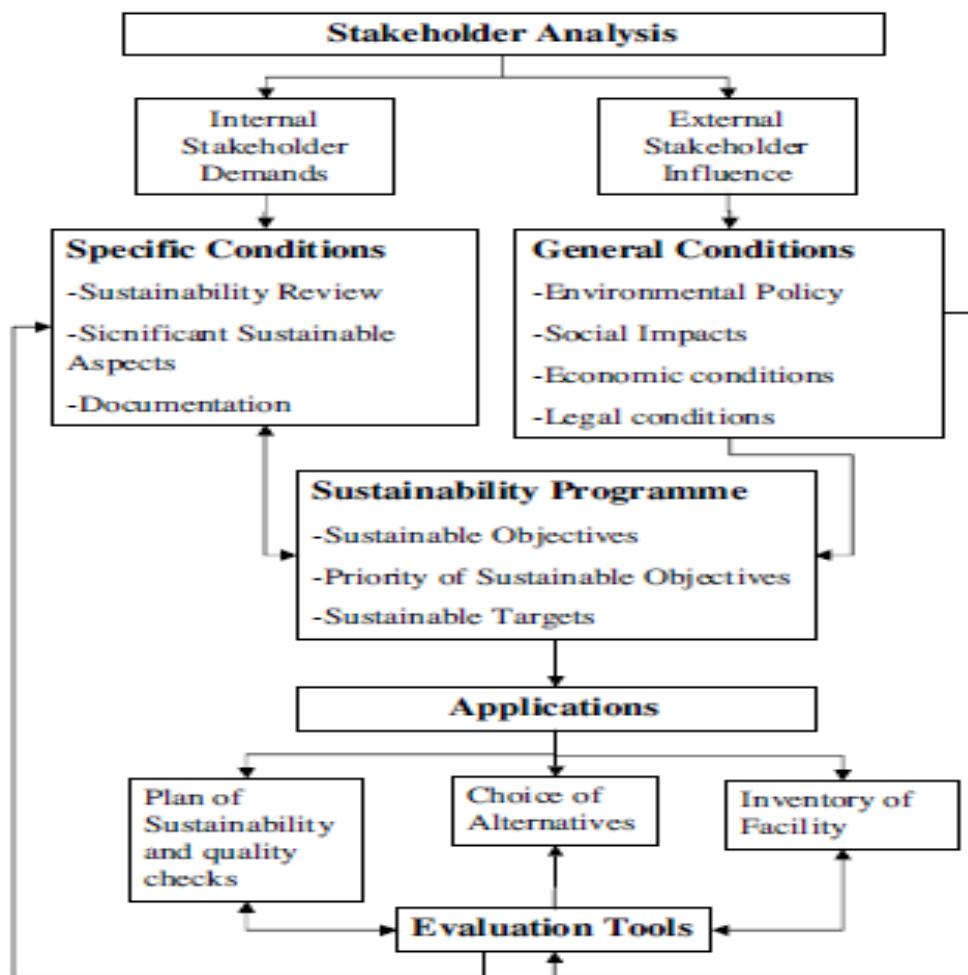 Stakeholder Analysis
Internal
Stakeholder
Demands
External
Stakeholder
Influence
Specific Conditions
-Sustainability Review
-Sicnificant Sustainable
Aspects
-Documentation
General Conditions
-Environmental Policy
-Social Impacts
-Economic conditions
-Legal conditions
Sustainability Programme
-Sustainable Objectives
-Priority of Sustainable Objectives
-Sustainable Targets
Applications
Plan of
Sustainability
and quality
checks
Choice of
Alternatives
Inventory of
Facility
Evaluation Tools